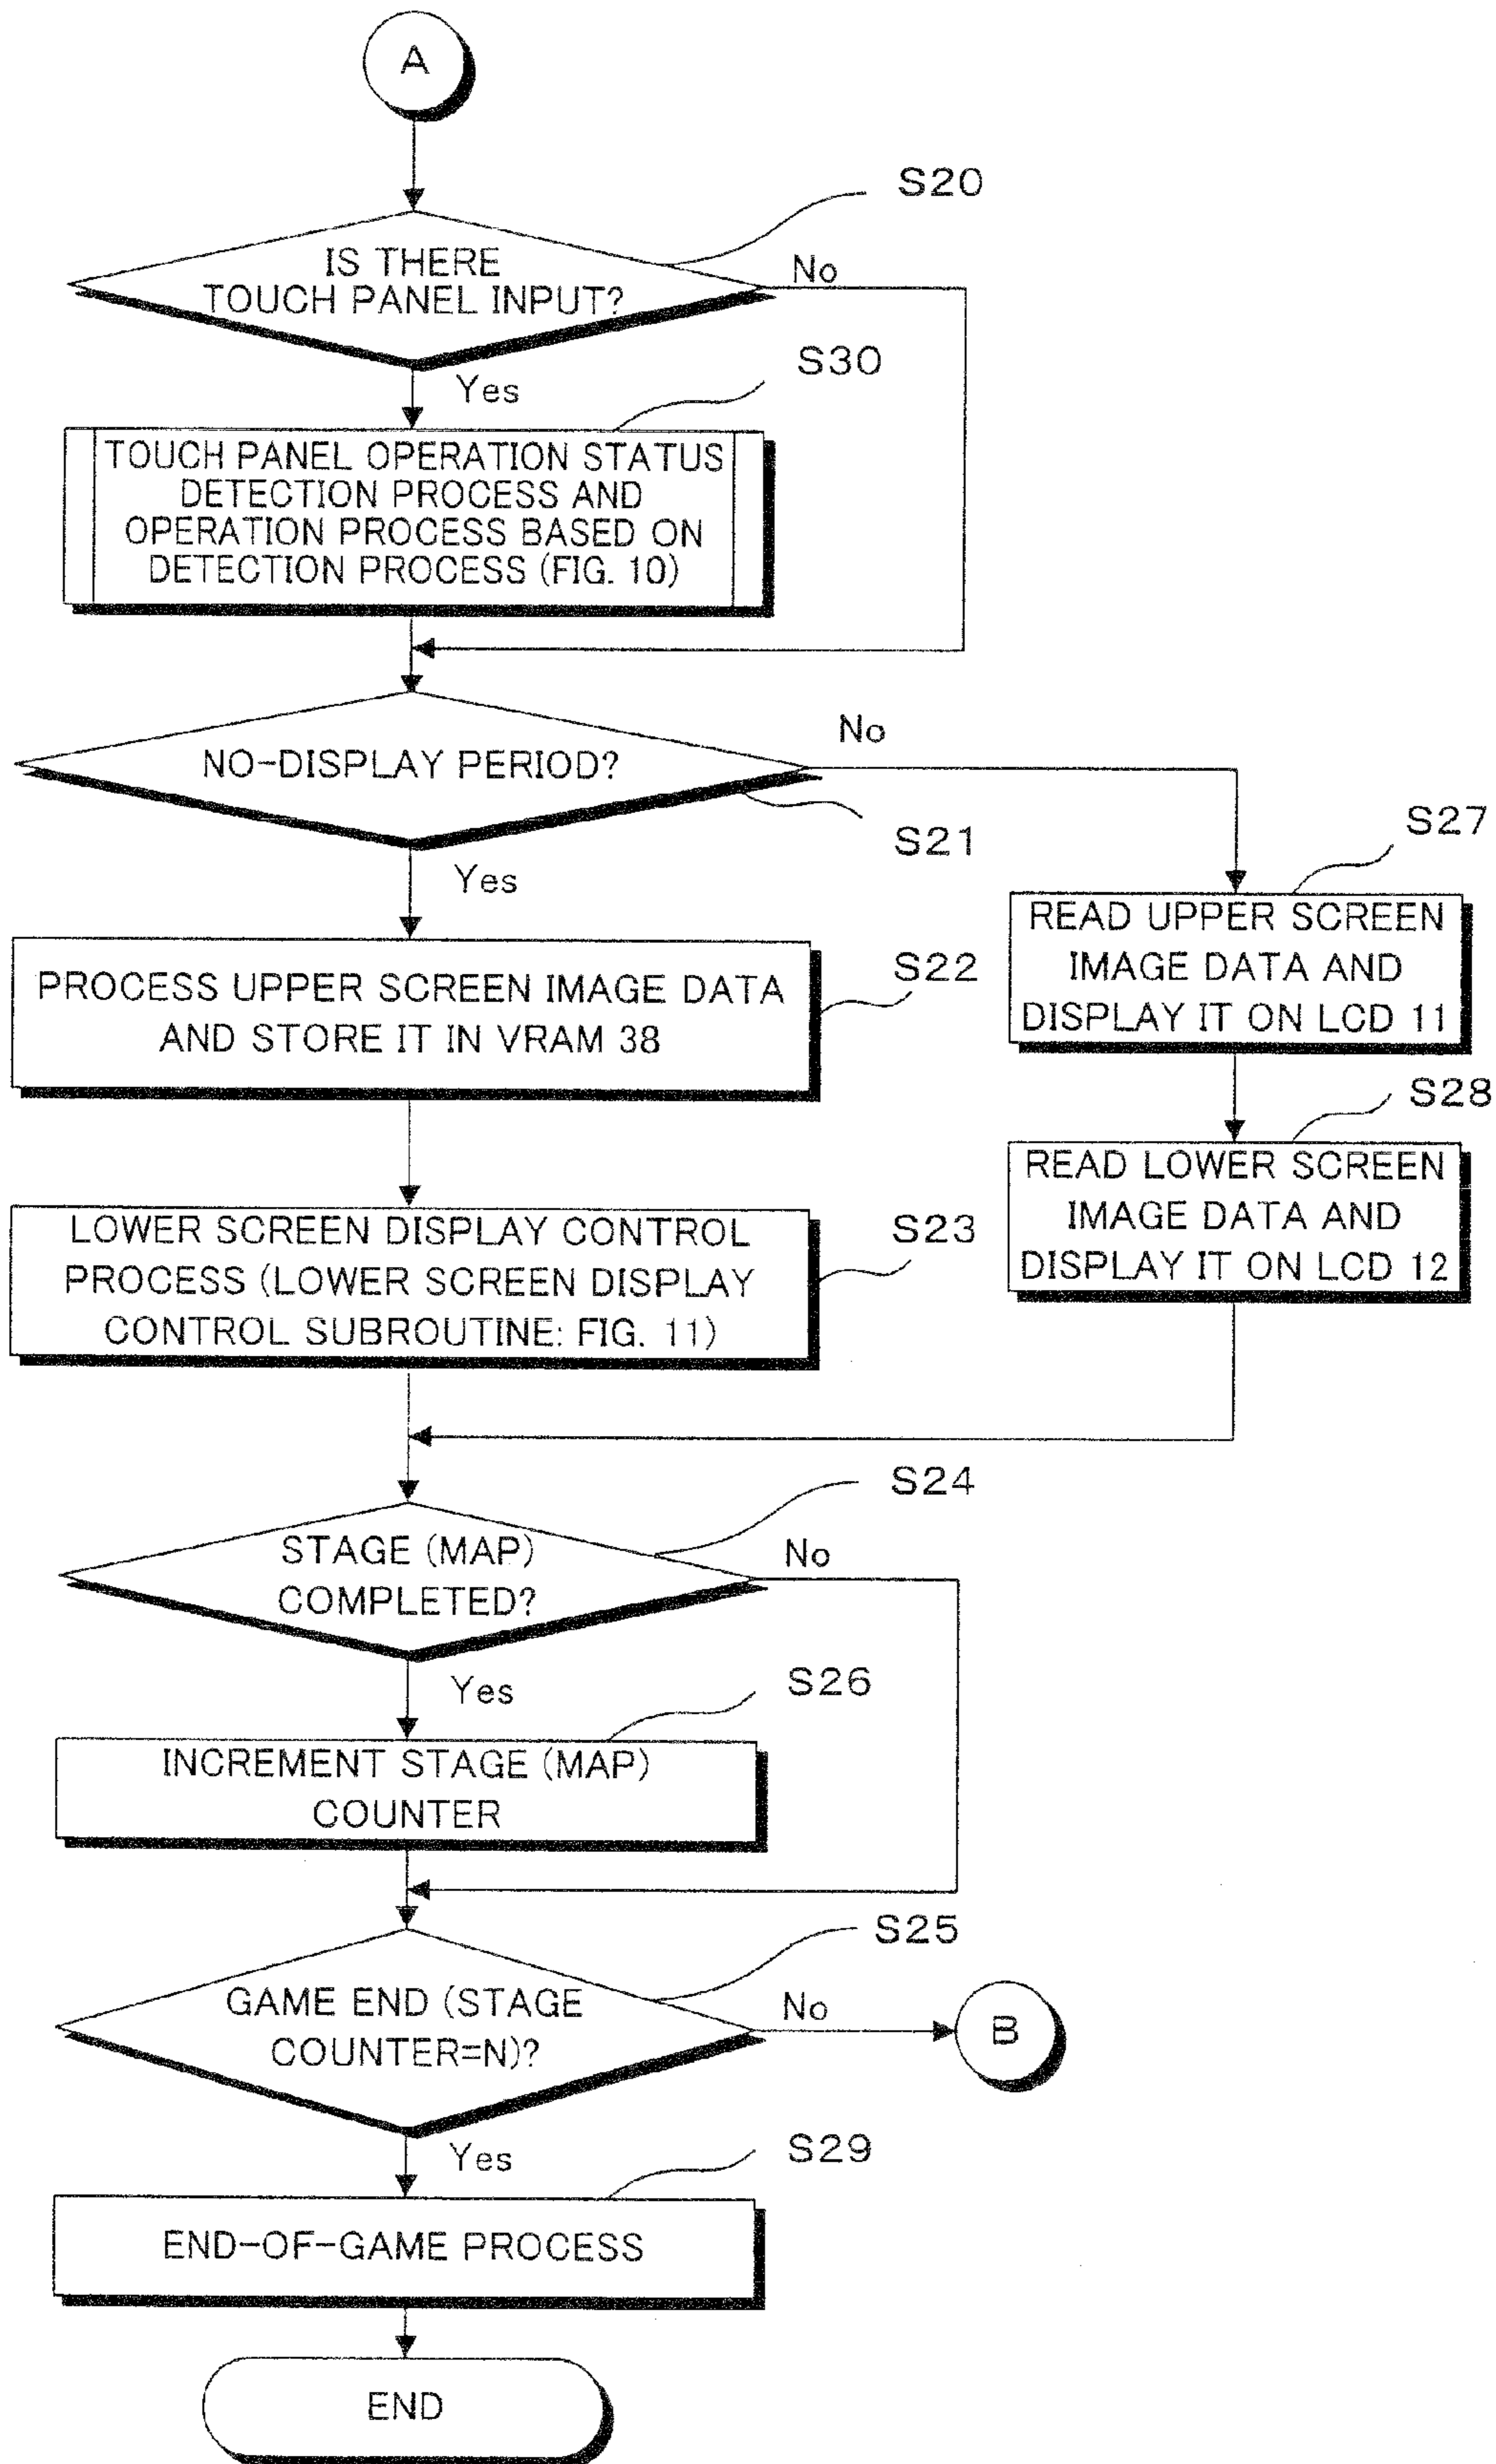 A
S20
IS THERE
TOUCH PANEL INPUT?
No
Yes
S30
TOUCH PANEL OPERATION STATUS
DETECTION PROCESS AND
OPERATION PROCESS BASED ON
DETECTION PROCESS (FIG. 10)
NO-DISPLAY PERIOD?
No
S21
Yes
S27
READ UPPER SCREEN
IMAGE DATA AND
DISPLAY IT ON LCD 11
PROCESS UPPER SCREEN IMAGE DATA
AND STORE IT IN VRAM 38
S22
S28
READ LOWER SCREEN
IMAGE DATA AND
DISPLAY IT ON LCD 12
LOWER SCREEN DISPLAY CONTROL
PROCESS (LOWER SCREEN DISPLAY
CONTROL SUBROUTINE: FIG. 11)
S23
S24
STAGE (MAP)
COMPLETED?
No
Yes
S26
INCREMENT STAGE (MAP)
COUNTER
S25
GAME END (STAGE
COUNTER=N)?
No
B
Yes
S29
END-OF-GAME PROCESS
END